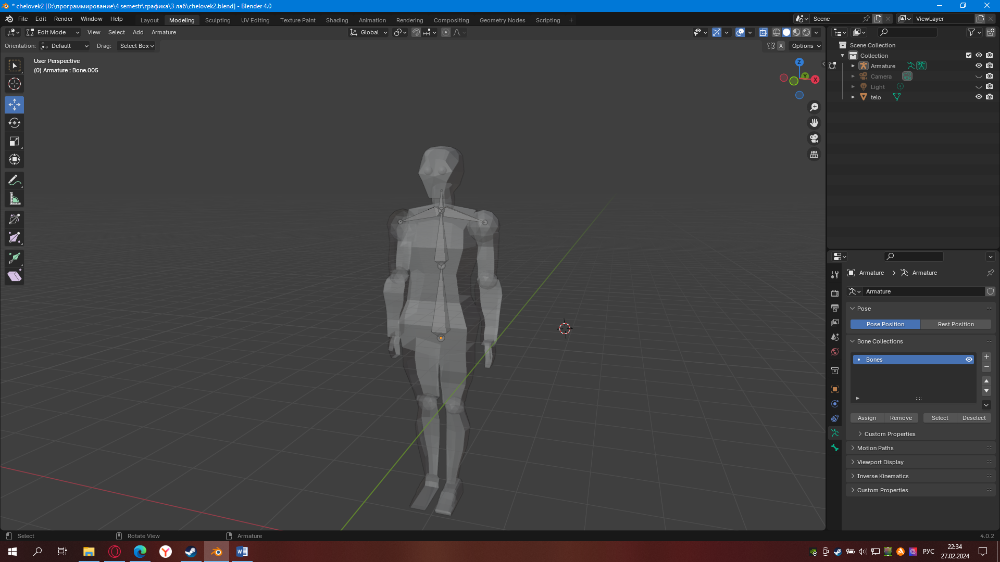 * chelovek2 [D:\программирование\4 semestr\графика\3 лаб\chelovek2.blend] - Blender 4.0
File Edit Render Window Help Layout Modeling Sculpting UV Editing Texture Paint Shading Animation Rendering Compositing Geometry Nodes Scripting + Scene ViewLayer
Edit Mode View Select Add Armature Global
Orientation: Default Drag: Select Box X Options
User Perspective
(0) Armature : Bone.005
Z
Y
X
Scene Collection
Collection
Armature
Camera
Light
telo
Armature > Armature
Armature
Pose
Pose Position Rest Position
Bone Collections
Bones
Assign Remove Select Deselect
Custom Properties
Motion Paths
Viewport Display
Inverse Kinematics
Custom Properties
Select Rotate View Armature 4.0.2
РУС
22:34
27.02.2024